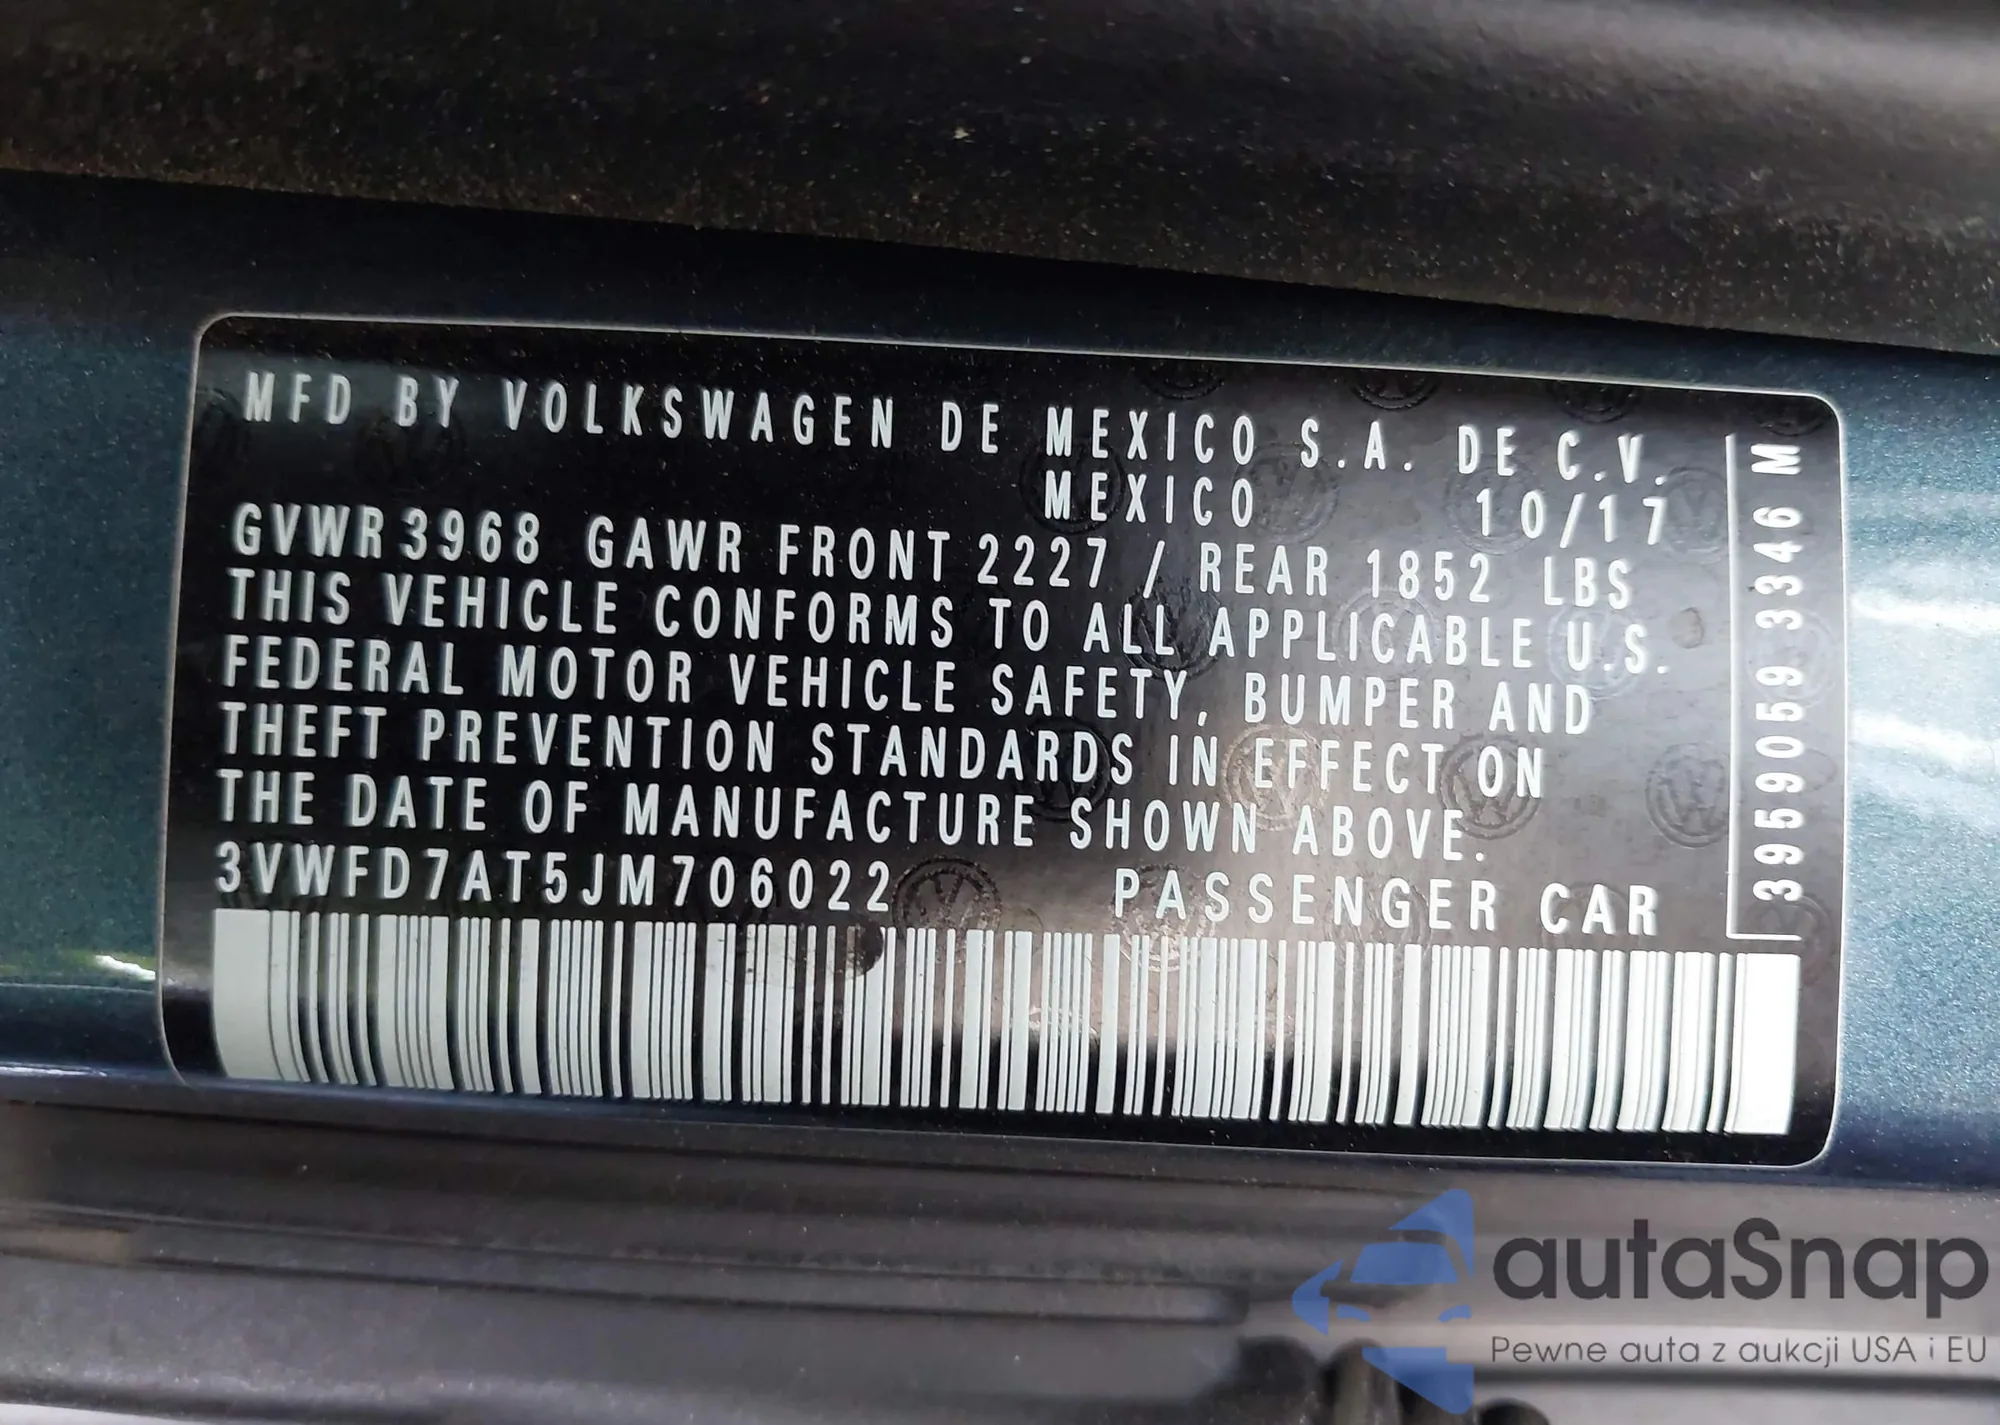 MFD BY VOLKSWAGEN DE MEXICO S.A. DE C.V.
MEXICO 10/17
GVWR 3968 GAWR FRONT 2227 / REAR 1852 LBS
THIS VEHICLE CONFORMS TO ALL APPLICABLE U.S.
FEDERAL MOTOR VEHICLE SAFETY, BUMPER AND
THEFT PREVENTION STANDARDS IN EFFECT ON
THE DATE OF MANUFACTURE SHOWN ABOVE.
3VWFD7AT5JM706022 PASSENGER CAR
3959059 3346 M
autaSnap
Pewne auta z aukcji USA i EU